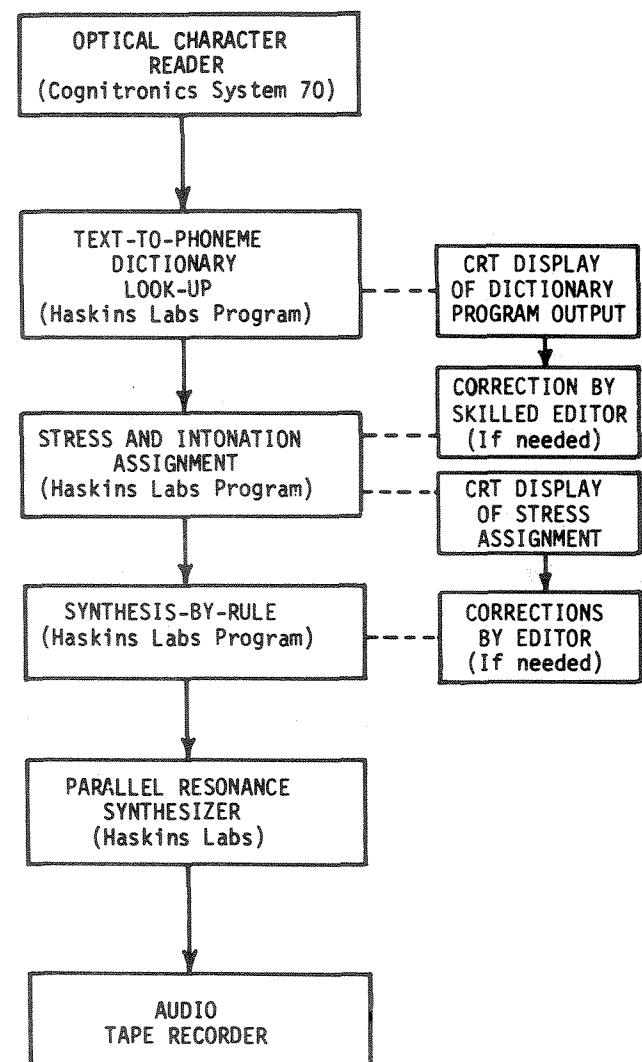 OPTICAL CHARACTER
READER
(Cognitronics System 70)
TEXT-TO-PHONEME
DICTIONARY
LOOK-UP
(Haskins Labs Program)
CRT DISPLAY
OF DICTIONARY
PROGRAM OUTPUT
CORRECTION BY
SKILLED EDITOR
(If needed)
STRESS AND INTONATION
ASSIGNMENT
(Haskins Labs Program)
CRT DISPLAY
OF STRESS
ASSIGNMENT
SYNTHESIS-BY-RULE
(Haskins Labs Program)
CORRECTIONS
BY EDITOR
(If needed)
PARALLEL RESONANCE
SYNTHESIZER
(Haskins Labs)
AUDIO
TAPE RECORDER